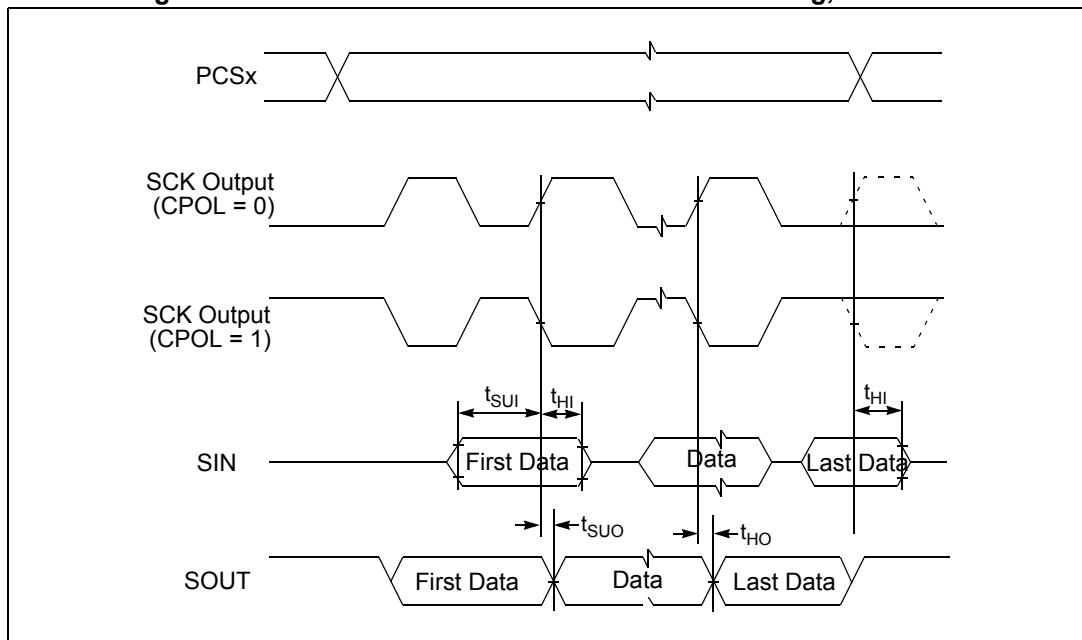 PCSx
SCK Output
(CPOL = 0)
SCK Output
(CPOL = 1)
tSUI
tHI
tHI
SIN
First Data
Data
Last Data
tSUO
tHO
SOUT
First Data
Data
Last Data